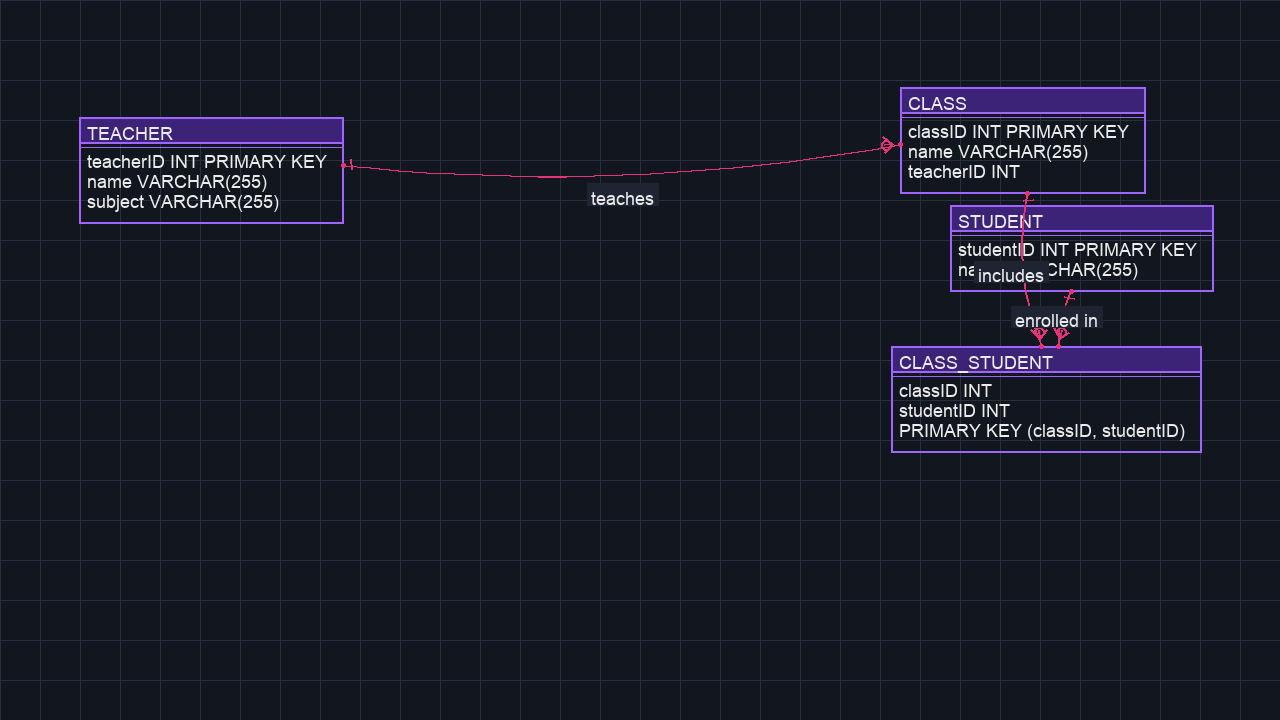 TEACHER
teacherID INT PRIMARY KEY
name VARCHAR(255)
subject VARCHAR(255)
teaches
CLASS
classID INT PRIMARY KEY
name VARCHAR(255)
teacherID INT
STUDENT
studentID INT PRIMARY KEY
na CHAR(255)
includes
enrolled in
CLASS_STUDENT
classID INT
studentID INT
PRIMARY KEY (classID, studentID)